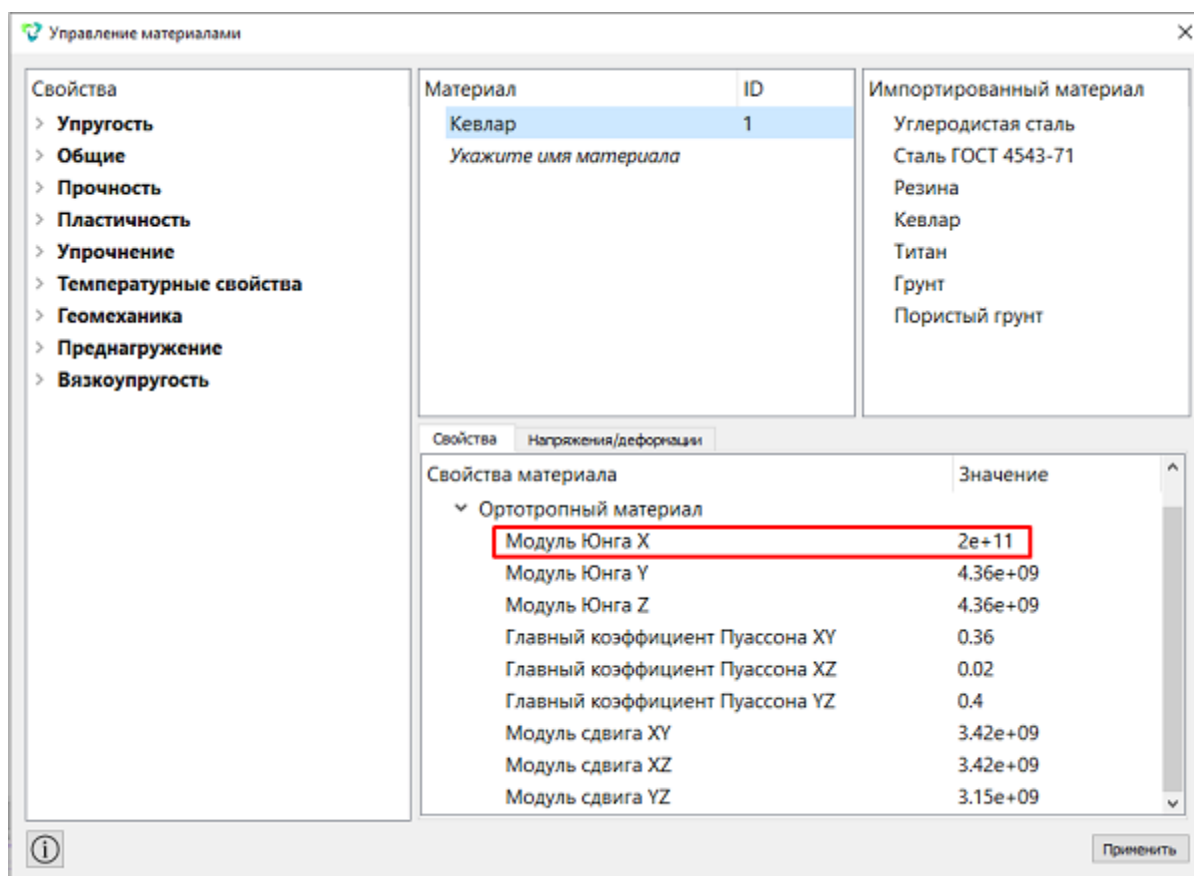 Управление материалами
Свойства
Упругость
Общие
Прочность
Пластичность
Упрочнение
Температурные свойства
Геомеханика
Преднагружение
Вязкоупругость
Материал ID
Кевлар 1
Укажите имя материала
Импортированный материал
Углеродистая сталь
Сталь ГОСТ 4543-71
Резина
Кевлар
Титан
Грунт
Пористый грунт
Свойства Напряжения/деформации
Свойства материала Значение
Ортотропный материал
Модуль Юнга X 2e+11
Модуль Юнга Y 4.36e+09
Модуль Юнга Z 4.36e+09
Главный коэффициент Пуассона XY 0.36
Главный коэффициент Пуассона XZ 0.02
Главный коэффициент Пуассона YZ 0.4
Модуль сдвига XY 3.42e+09
Модуль сдвига XZ 3.42e+09
Модуль сдвига YZ 3.15e+09
Применить